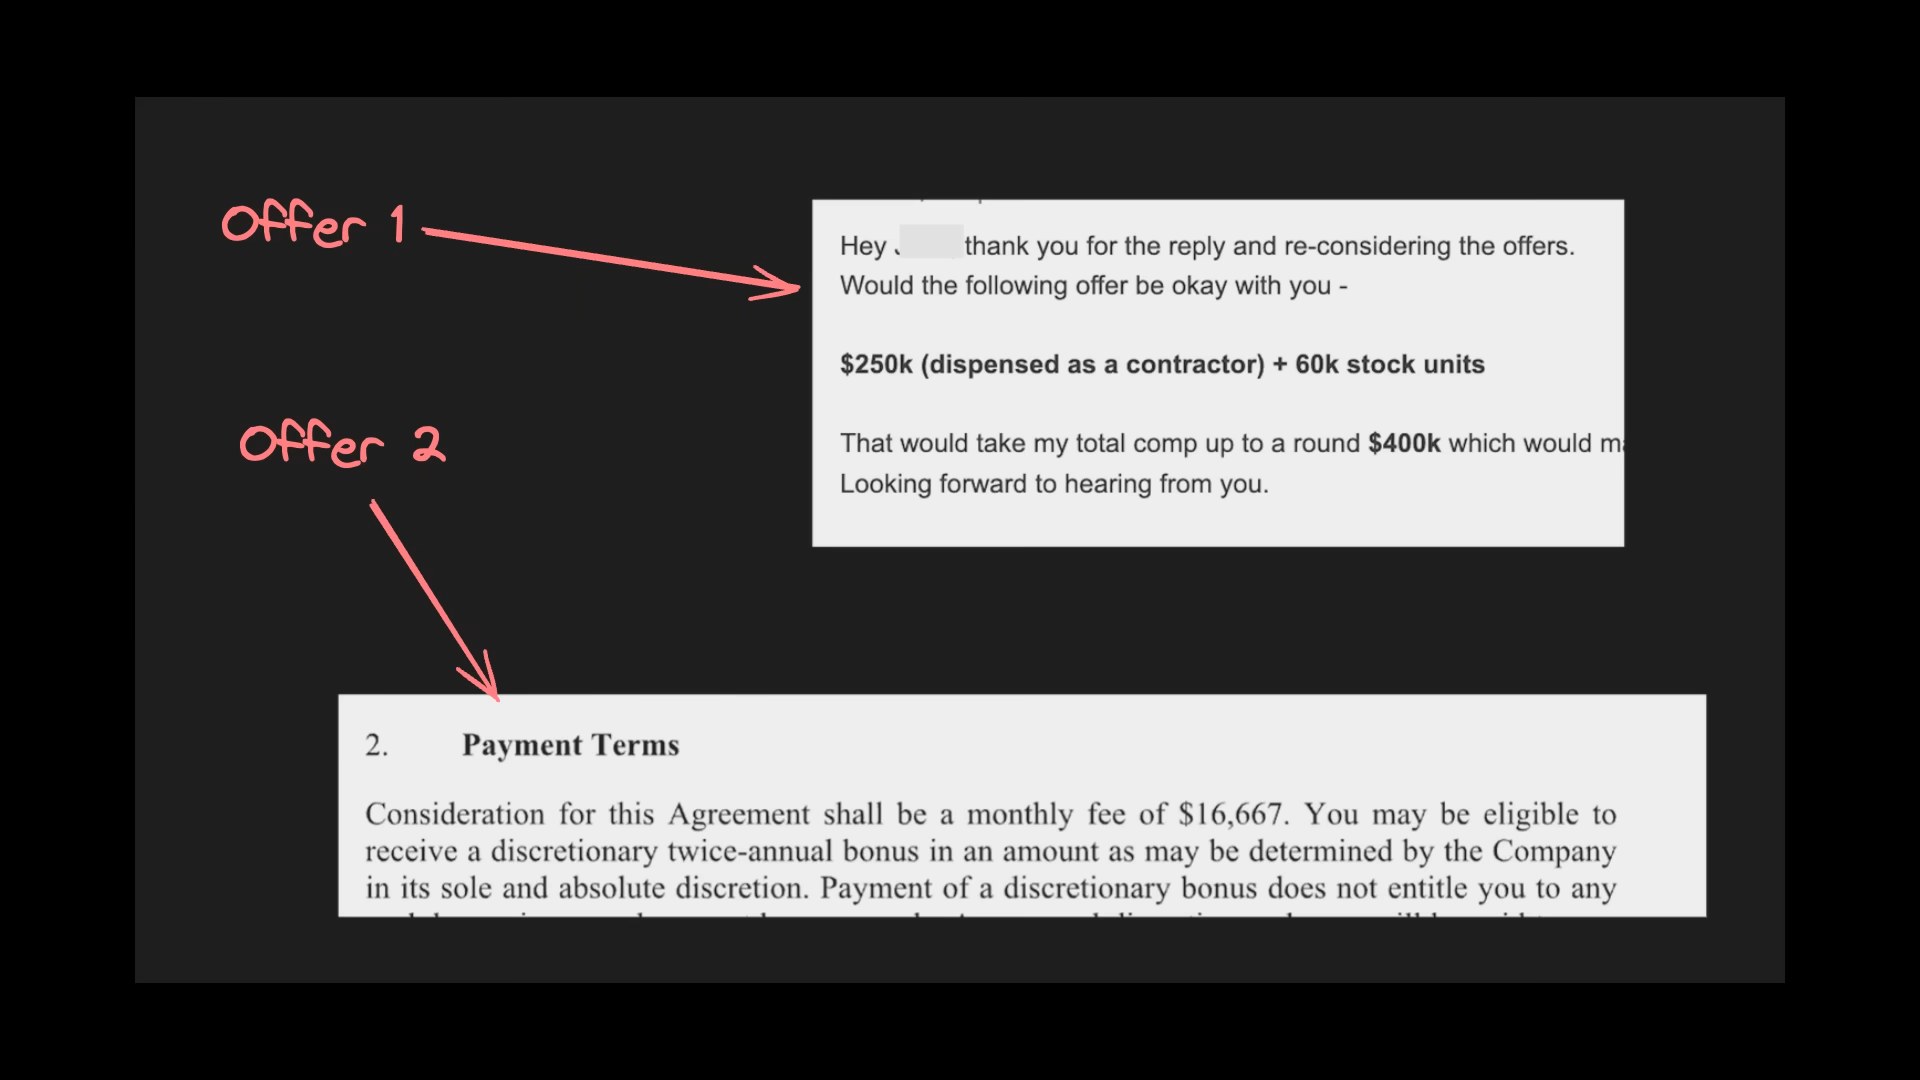 Offer 1
Hey thank you for the reply and re-considering the offers.
Would the following offer be okay with you -
$250k (dispensed as a contractor) + 60k stock units
That would take my total comp up to a round $400k which would
Looking forward to hearing from you.
Offer 2
2. Payment Terms
Consideration for this Agreement shall be a monthly fee of $16,667. You may be eligible to
receive a discretionary twice-annual bonus in an amount as may be determined by the Company
in its sole and absolute discretion. Payment of a discretionary bonus does not entitle you to any